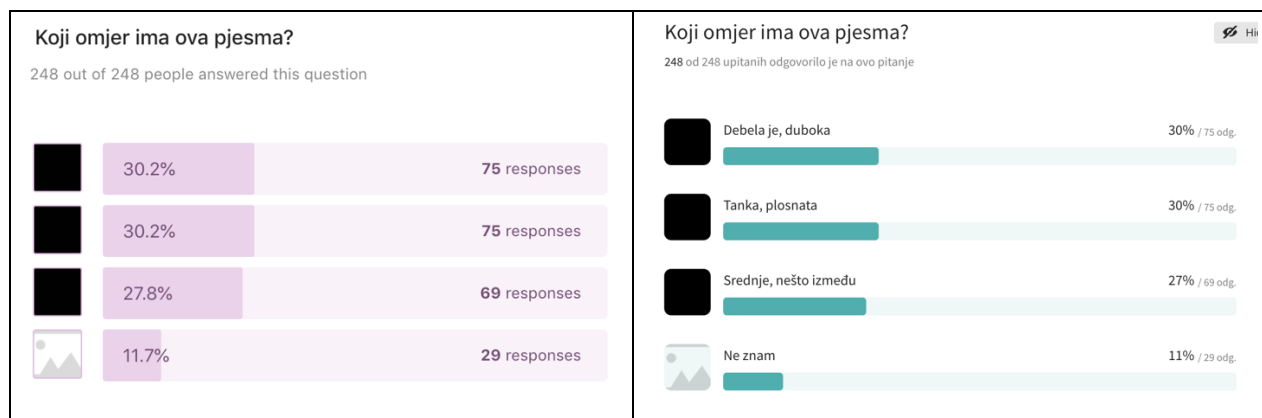 Koji omjer ima ova pjesma?
248 out of 248 people answered this question
30.2% 75 responses
30.2% 75 responses
27.8% 69 responses
11.7% 29 responses
Koji omjer ima ova pjesma?
Hi
248 od 248 upitanih odgovorilo je na ovo pitanje
Debela je, duboka 30% / 75 odg.
Tanka, plosnata 30% / 75 odg.
Srednje, nešto između 27% / 69 odg.
Ne znam 11% / 29 odg.